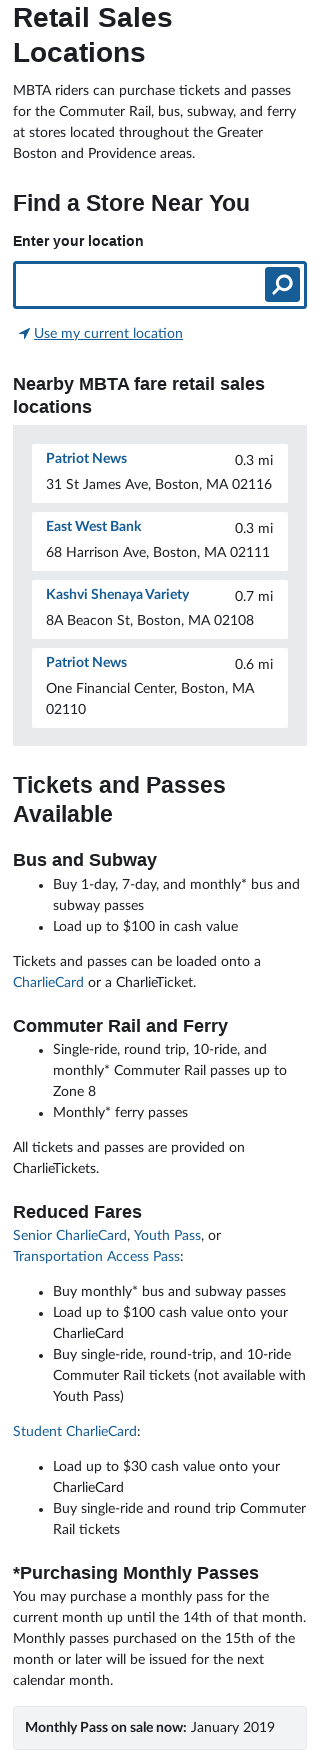 Retail Sales
Locations
MBTA riders can purchase tickets and passes
for the Commuter Rail, bus, subway, and ferry
at stores located throughout the Greater
Boston and Providence areas.
Find a Store Near You
Enter your location
Use my current location
Nearby MBTA fare retail sales
locations
Patriot News 0.3 mi
31 St James Ave, Boston, MA 02116
East West Bank 0.3 mi
68 Harrison Ave, Boston, MA 02111
Kashvi Shenaya Variety 0.7 mi
8A Beacon St, Boston, MA 02108
Patriot News 0.6 mi
One Financial Center, Boston, MA
02110
Tickets and Passes
Available
Bus and Subway
• Buy 1-day, 7-day, and monthly* bus and
subway passes
• Load up to $100 in cash value
Tickets and passes can be loaded onto a
CharlieCard or a CharlieTicket.
Commuter Rail and Ferry
• Single-ride, round trip, 10-ride, and
monthly* Commuter Rail passes up to
Zone 8
• Monthly* ferry passes
All tickets and passes are provided on
CharlieTickets.
Reduced Fares
Senior CharlieCard, Youth Pass, or
Transportation Access Pass:
• Buy monthly* bus and subway passes
• Load up to $100 cash value onto your
CharlieCard
• Buy single-ride, round-trip, and 10-ride
Commuter Rail tickets (not available with
Youth Pass)
Student CharlieCard:
• Load up to $30 cash value onto your
CharlieCard
• Buy single-ride and round trip Commuter
Rail tickets
*Purchasing Monthly Passes
You may purchase a monthly pass for the
current month up until the 14th of that month.
Monthly passes purchased on the 15th of the
month or later will be issued for the next
calendar month.
Monthly Pass on sale now: January 2019